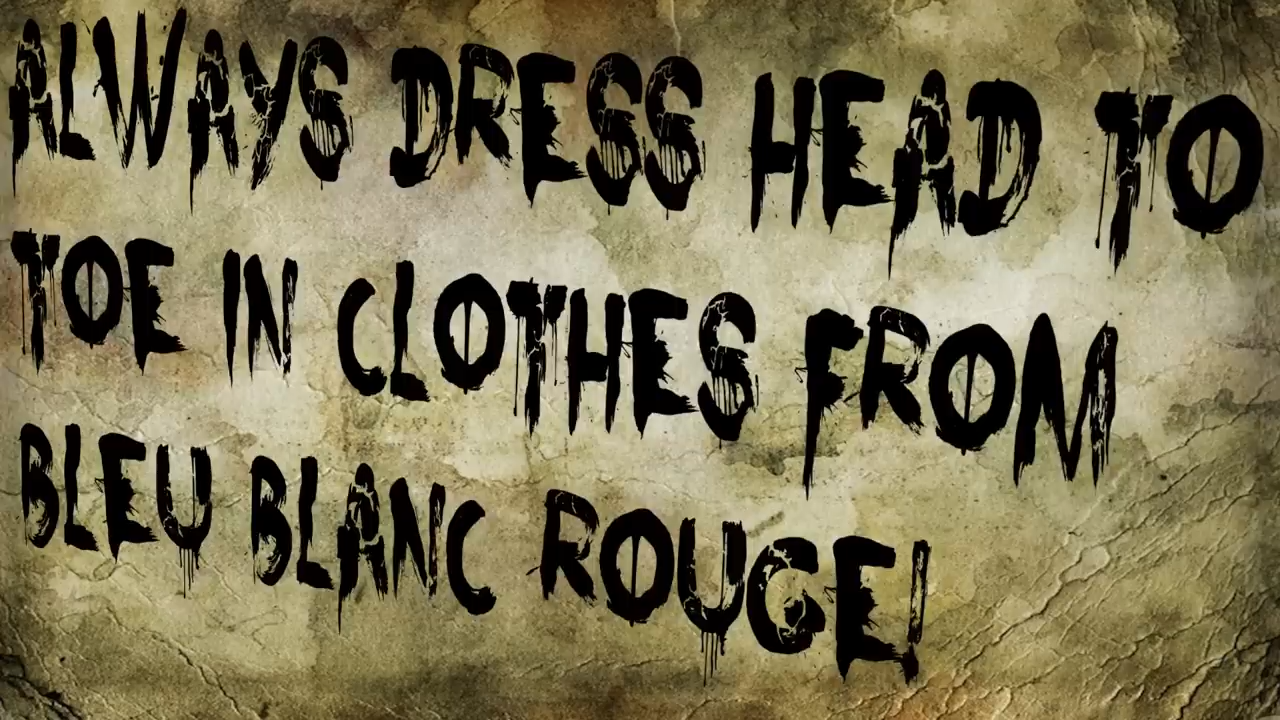 ALWAYS DRESS HEAD TO
TOE IN CLOTHES FROM
BLEU BLANC ROUGE!